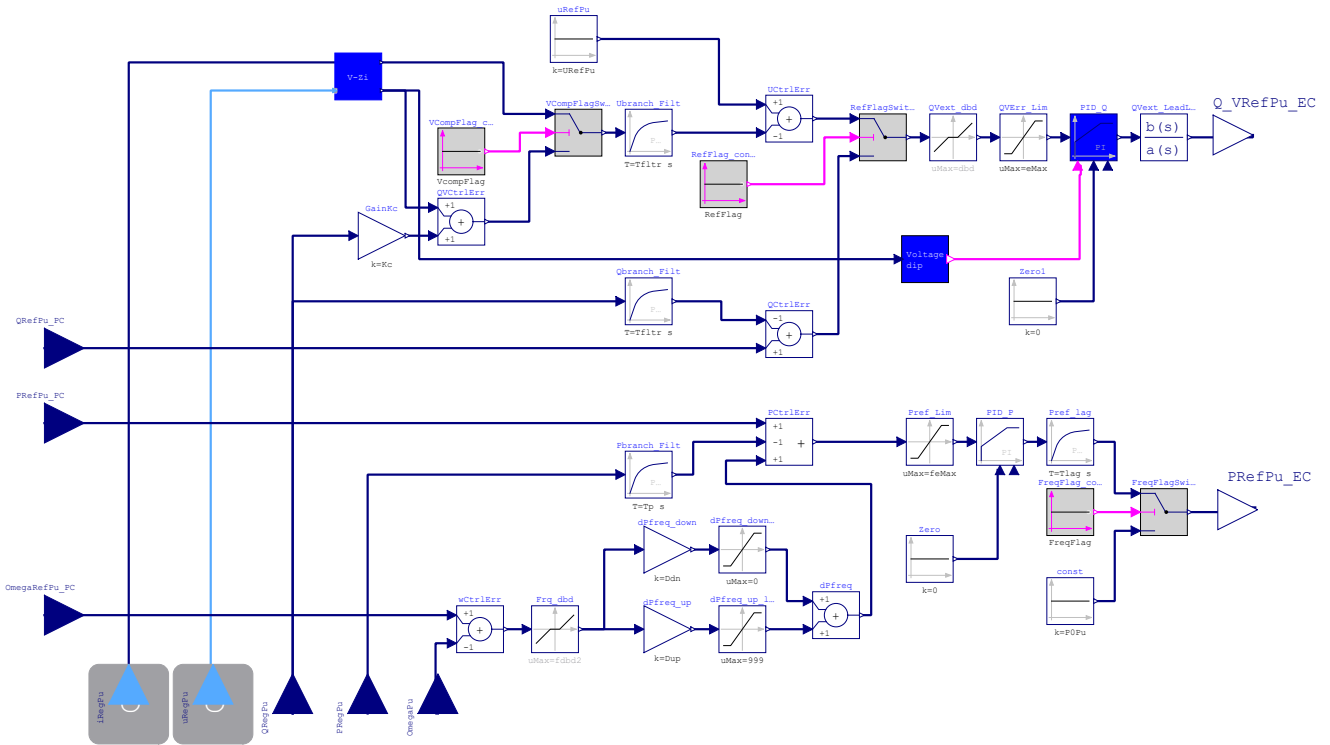 uRefPu
k=URefPu
V-Zi
VCompFlagSw...
Ubranch_Filt
P...
T=Tfltr s
UCtrlErr
+1
+
-1
RefFlagSwit...
QVext_dbd
uMax=dbd
QVErr_Lim
uMax=eMax
PID_Q
PI
QVext_LeadL...
b(s)
a(s)
Q_VRefPu_EC
VCompFlag_c...
VcompFlag
RefFlag_con...
RefFlag
GainKc
k=Kc
QVCtrlErr
+1
+
+1
Voltage
dip
Zero1
k=0
Qbranch_Filt
P...
T=Tfltr s
QCtrlErr
-1
+
+1
QRefPu_PC
PRefPu_PC
PCtrlErr
+1
-1
+
+1
Pref_Lim
uMax=feMax
PID_P
PI
Pref_lag
P...
T=Tlag s
Pbranch_Filt
P...
T=Tp s
FreqFlag_co...
FreqFlag
FreqFlagSwi...
PRefPu_EC
dPfreq_down
k=Ddn
dPfreq_down...
uMax=0
Zero
k=0
const
k=P0Pu
OmegaRefPu_PC
wCtrlErr
+1
+
-1
Frq_dbd
uMax=fdbd2
dPfreq_up
k=Dup
dPfreq_up_l...
uMax=999
dPfreq
+1
+
+1
iRegPu
uRegPu
QRegPu
PRegPu
OmegaPu